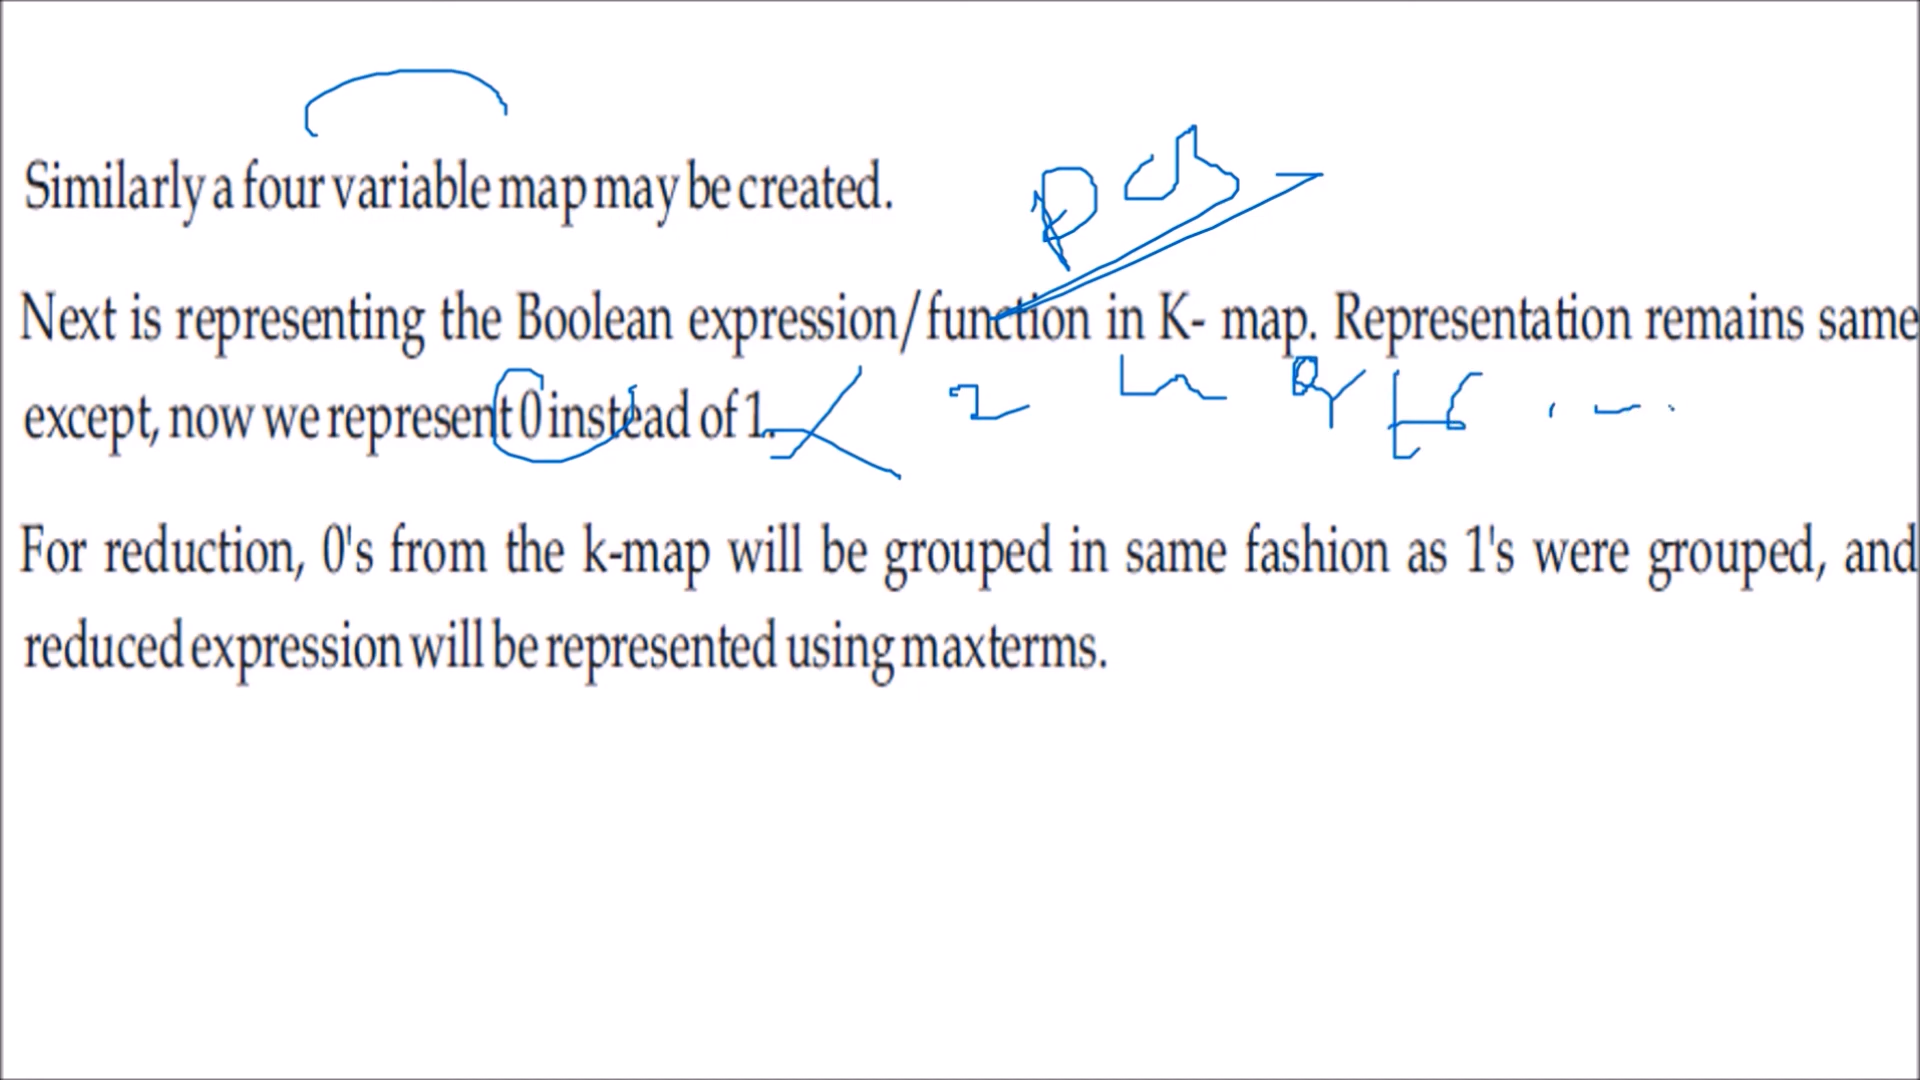 Similarly a four variable map may be created.
Next is representing the Boolean expression/function in K- map. Representation remains same
except, now we represent 0 instead of 1.
For reduction, 0's from the k-map will be grouped in same fashion as 1's were grouped, and
reduced expression will be represented using maxterms.